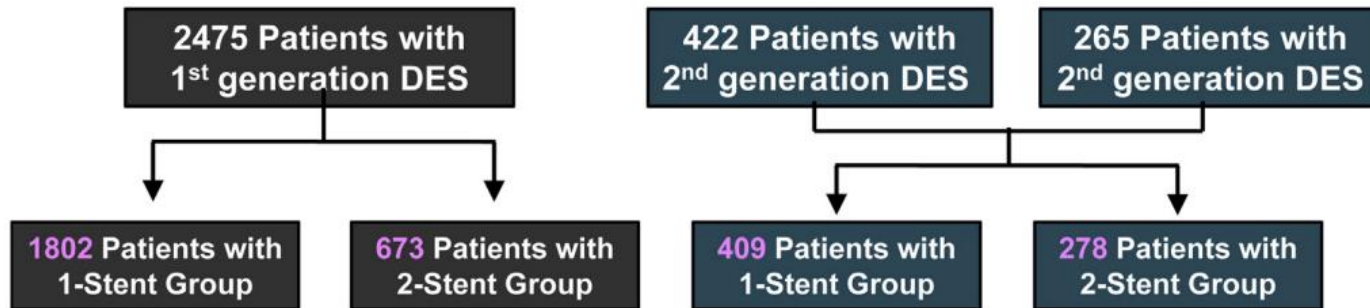 2475 Patients with
1st generation DES
422 Patients with
2nd generation DES
265 Patients with
2nd generation DES
1802 Patients with
1-Stent Group
673 Patients with
2-Stent Group
409 Patients with
1-Stent Group
278 Patients with
2-Stent Group